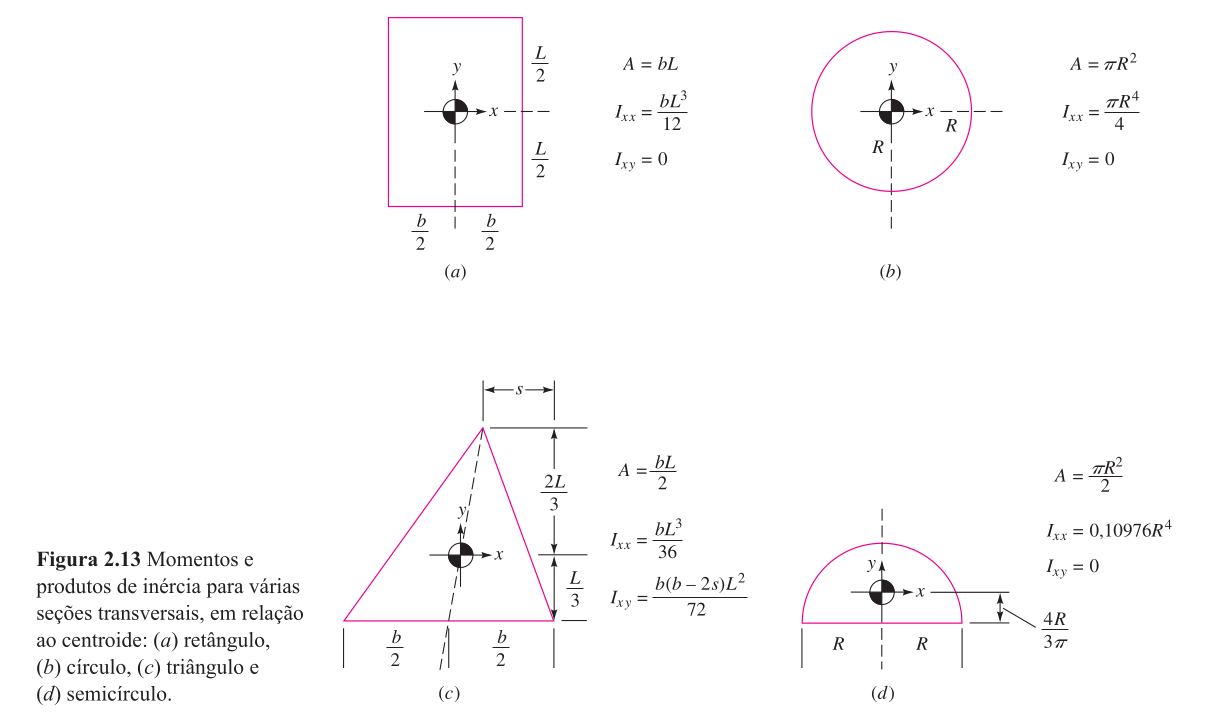 L/2
y
x
L/2
b/2 b/2
A = bL
I_xx = bL³/12
I_xy = 0
(a)
y
x
R
R
A = πR²
I_xx = πR⁴/4
I_xy = 0
(b)
s
2L/3
y
x
L/3
b/2 b/2
A = bL/2
I_xx = bL³/36
I_xy = b(b – 2s)L²/72
(c)
y
x
4R/3π
R R
A = πR²/2
I_xx = 0,10976R⁴
I_xy = 0
(d)
Figura 2.13 Momentos e
produtos de inércia para várias
seções transversais, em relação
ao centroide: (a) retângulo,
(b) círculo, (c) triângulo e
(d) semicírculo.